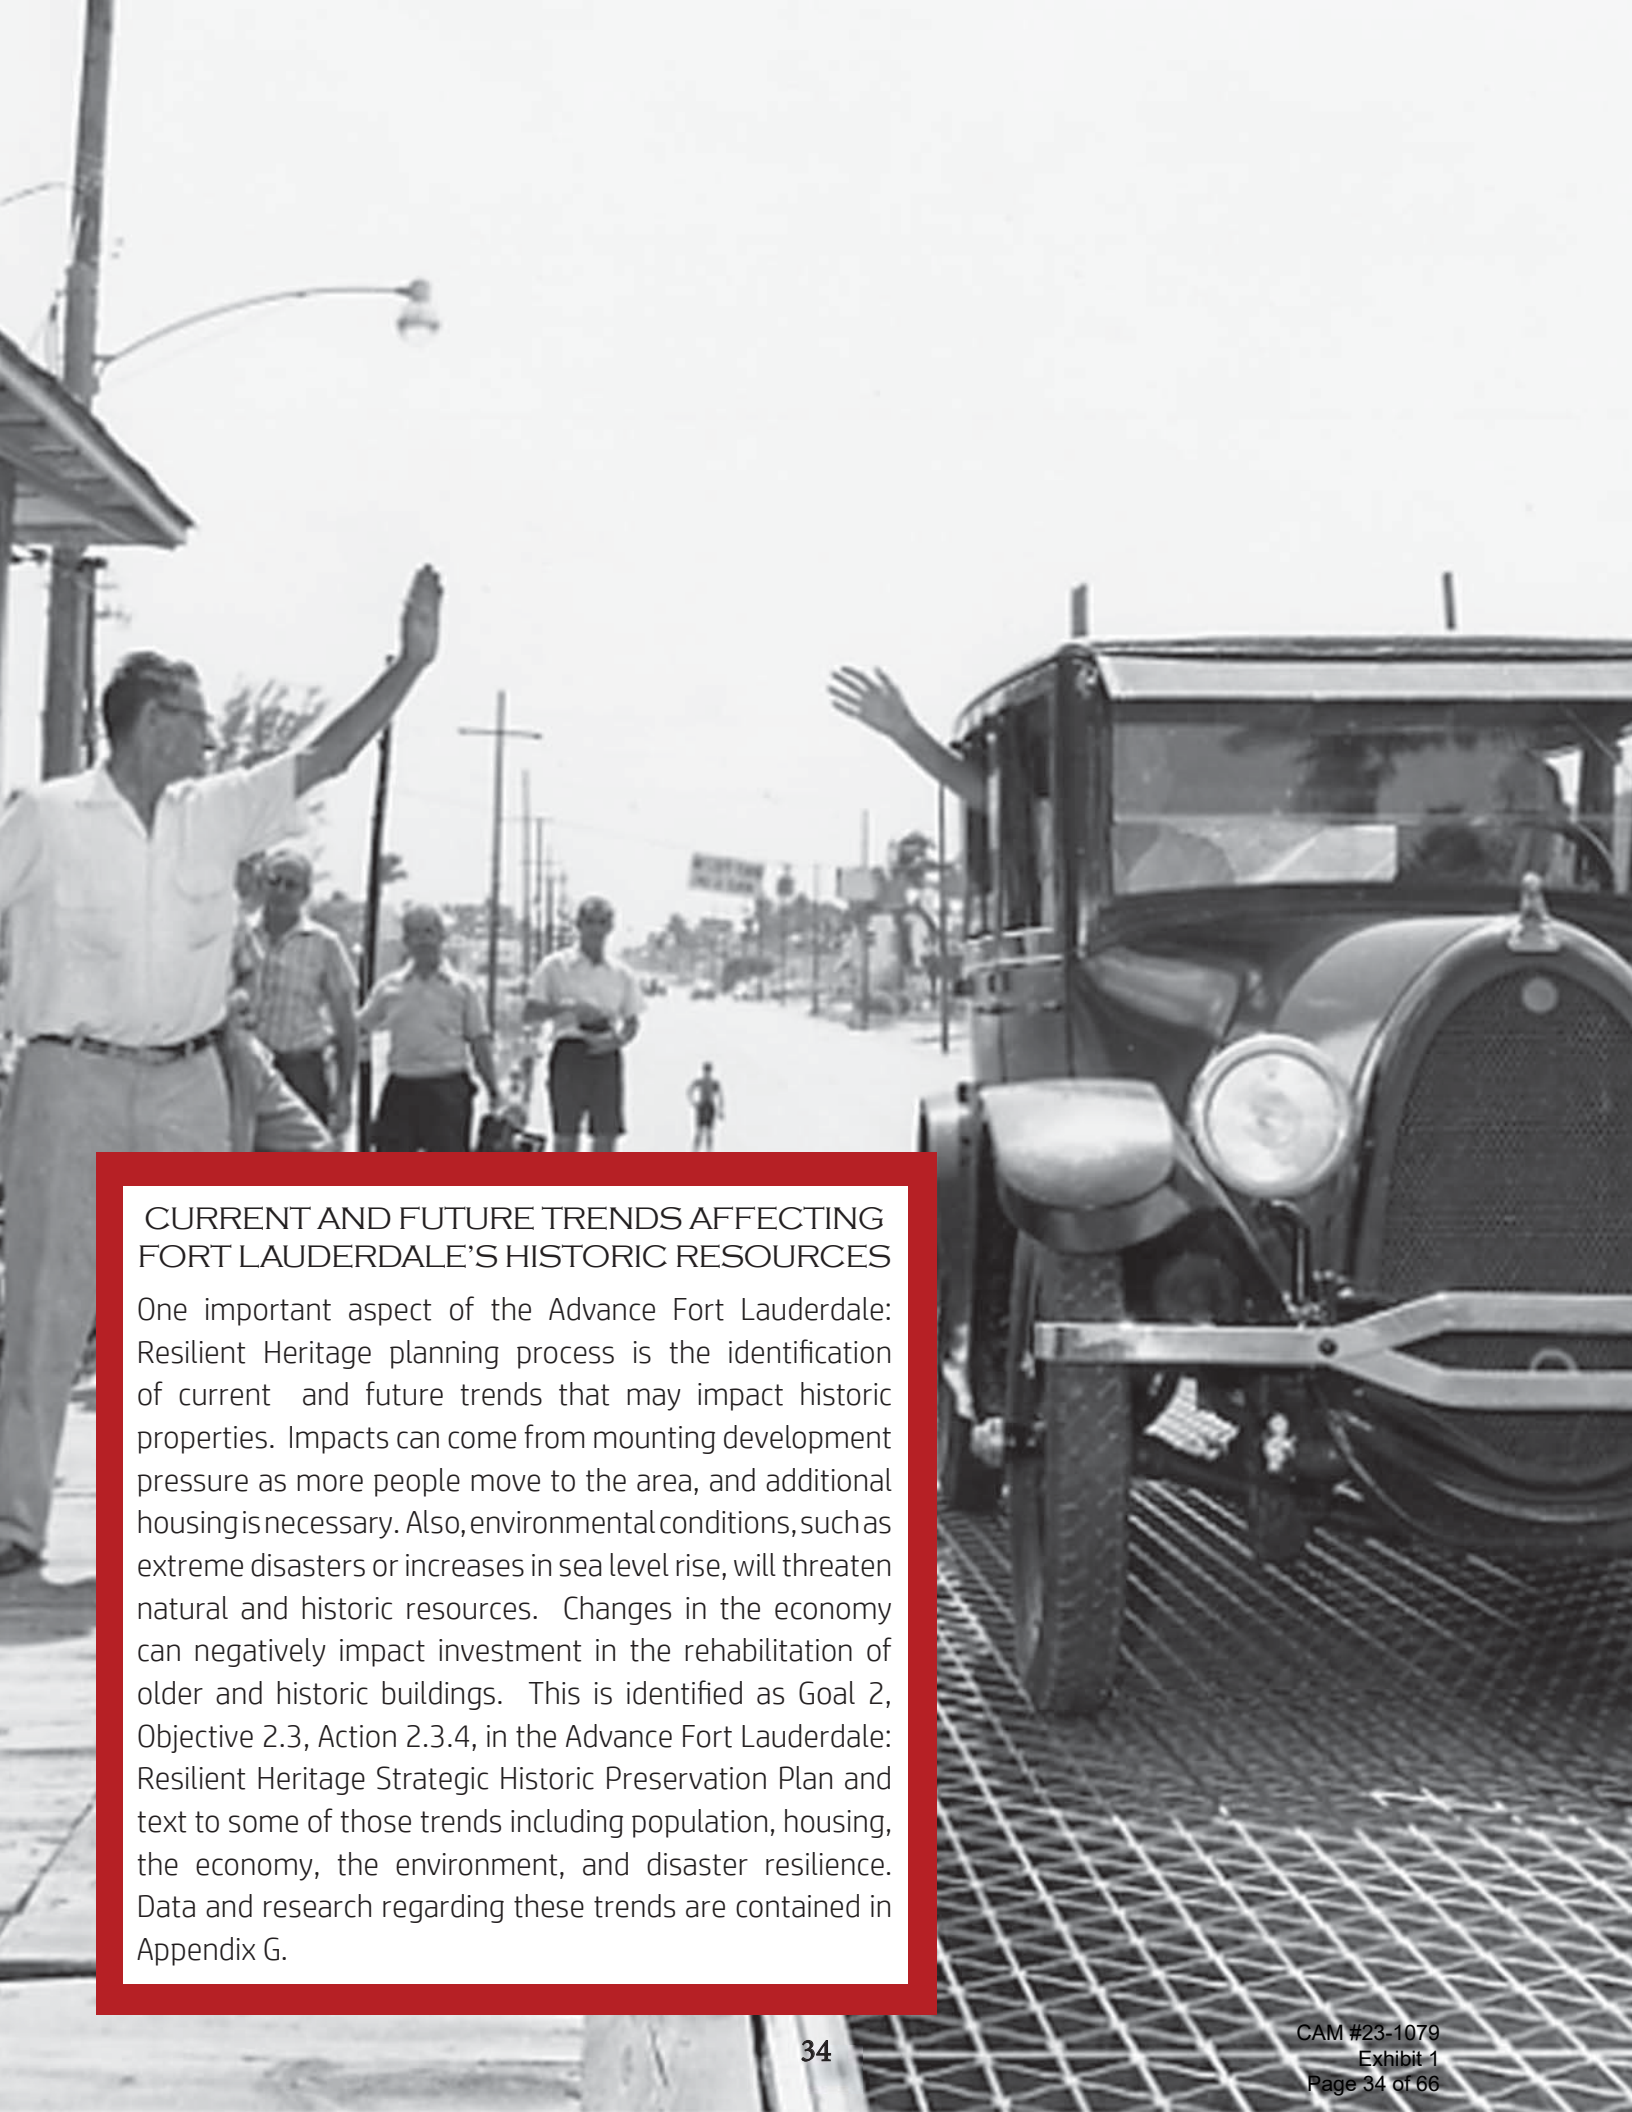 CURRENT AND FUTURE TRENDS AFFECTING
FORT LAUDERDALE'S HISTORIC RESOURCES
One important aspect of the Advance Fort Lauderdale:
Resilient Heritage planning process is the identification
of current and future trends that may impact historic
properties. Impacts can come from mounting development
pressure as more people move to the area, and additional
housing is necessary. Also, environmental conditions, such as
extreme disasters or increases in sea level rise, will threaten
natural and historic resources. Changes in the economy
can negatively impact investment in the rehabilitation of
older and historic buildings. This is identified as Goal 2,
Objective 2.3, Action 2.3.4, in the Advance Fort Lauderdale:
Resilient Heritage Strategic Historic Preservation Plan and
text to some of those trends including population, housing,
the economy, the environment, and disaster resilience.
Data and research regarding these trends are contained in
Appendix G.
34
CAM #23-1079
Exhibit 1
Page 34 of 66